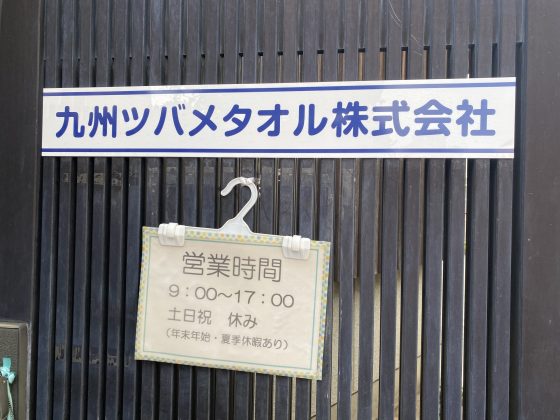 九州ツバメタオル株式会社
営業時間
9：00～17：00
土日祝　休み
（年末年始・夏季休暇あり）